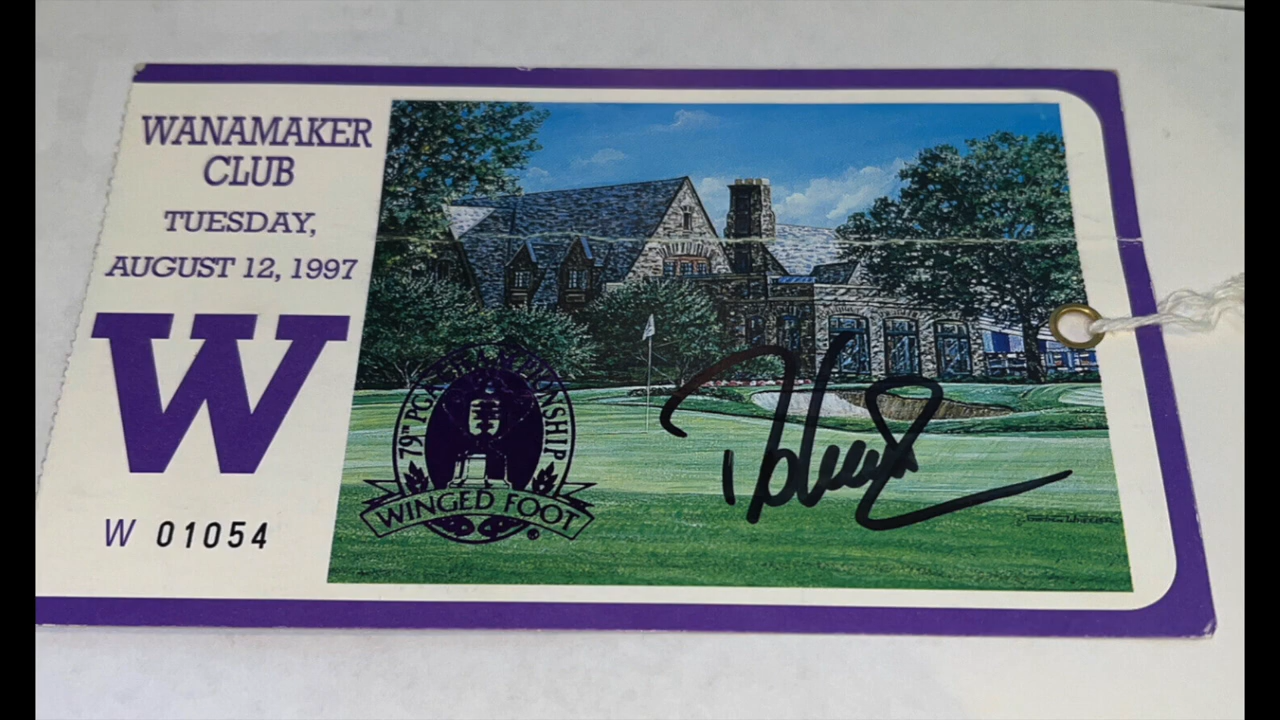 WANAMAKER
CLUB
TUESDAY,
AUGUST 12, 1997
W
W 01054
79TH PGA CHAMPIONSHIP
WINGED FOOT
®